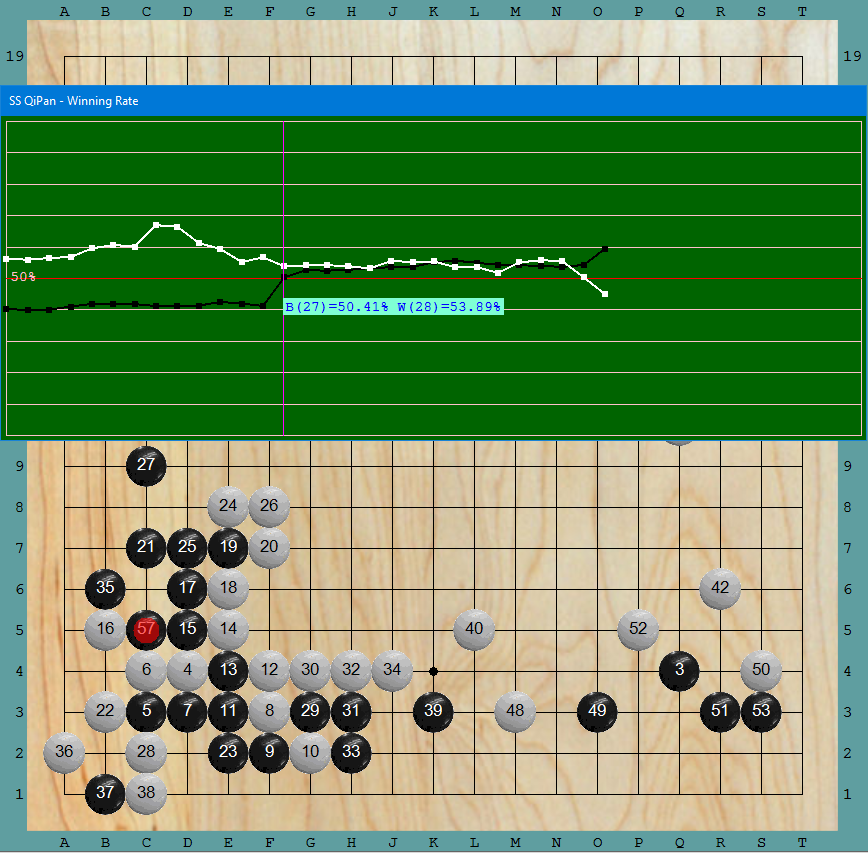 A B C D E F G H J K L M N O P Q R S T
19 19
SS QiPan - Winning Rate
50%
B(27)=50.41% W(28)=53.89%
9 27 9
8 24 26 8
7 21 25 19 20 7
6 35 17 18 42 6
5 16 57 15 14 40 52 5
4 6 4 13 12 30 32 34 3 50 4
3 22 5 7 11 8 29 31 39 48 49 51 53 3
2 36 28 23 9 10 33 2
1 37 38 1
A B C D E F G H J K L M N O P Q R S T